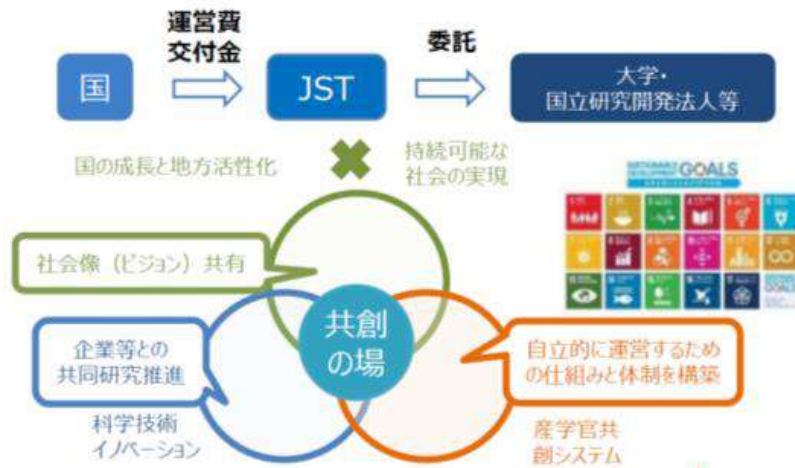 運営費
交付金
委託
国
JST
大学・
国立研究開発法人等
国の成長と地方活性化
持続可能な
社会の実現
SUSTAINABLE
DEVELOPMENT
GOALS
社会像（ビジョン）共有
共創
の場
企業等との
共同研究推進
自立的に運営するため
の仕組みと体制を構築
科学技術
イノベーション
産学官共
創システム